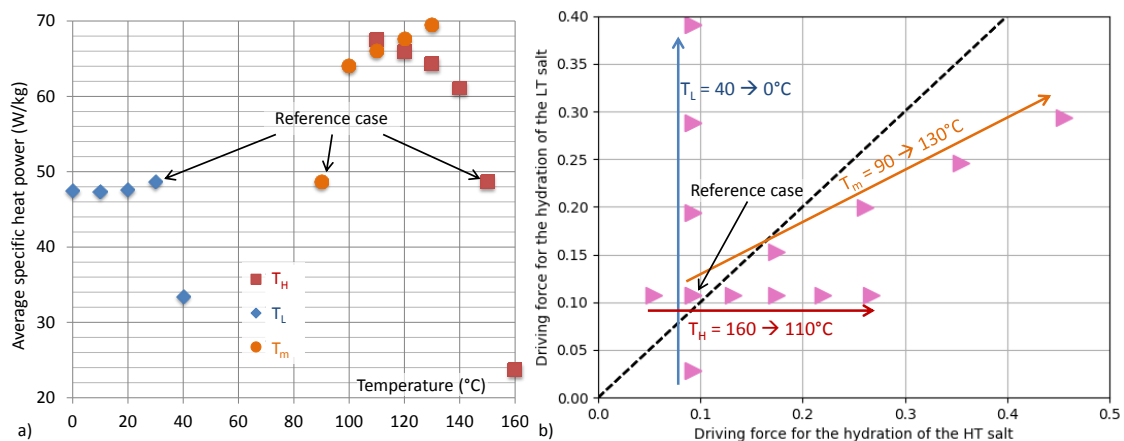 70
60
50
40
30
20
Average specific heat power (W/kg)
Reference case
T_H
T_L
T_m
Temperature (°C)
0 20 40 60 80 100 120 140 160
a)
0.40
0.35
0.30
0.25
0.20
0.15
0.10
0.05
0.00
Driving force for the hydration of the LT salt
T_L = 40 → 0°C
T_m = 90 → 130°C
Reference case
T_H = 160 → 110°C
0.0 0.1 0.2 0.3 0.4 0.5
Driving force for the hydration of the HT salt
b)